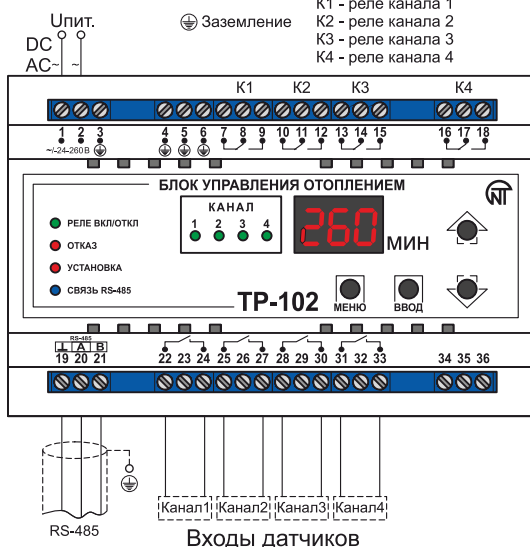 К1 - реле канала 1
Uпит.
Заземление
К2 - реле канала 2
DC
К3 - реле канала 3
AC~ ~
К4 - реле канала 4
К1 К2 К3 К4
1 2 3 4 5 6 7 8 9 10 11 12 13 14 15 16 17 18
~/-24-260В
БЛОК УПРАВЛЕНИЯ ОТОПЛЕНИЕМ
NT
КАНАЛ
1 2 3 4
260 МИН
РЕЛЕ ВКЛ/ОТКЛ
ОТКАЗ
УСТАНОВКА
СВЯЗЬ RS-485
ТР-102
МЕНЮ ВВОД
RS-485
⊥ A B
19 20 21 22 23 24 25 26 27 28 29 30 31 32 33 34 35 36
Канал1 Канал2 Канал3 Канал4
RS-485
Входы датчиков